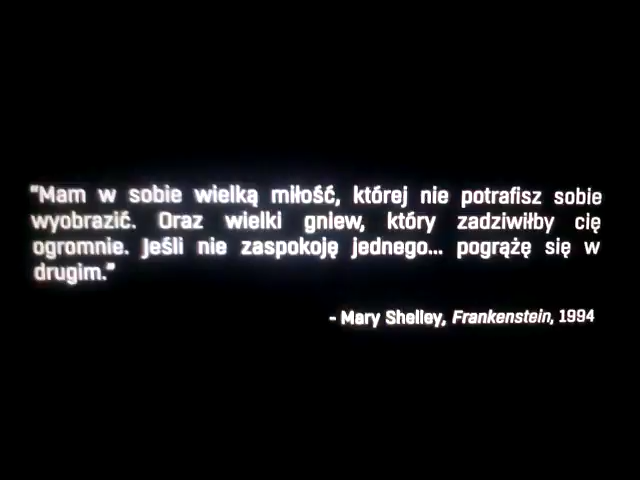 "Mam w sobie wielką miłość, której nie potrafisz sobie
wyobrazić. Oraz wielki gniew, który zadziwiłby cię
ogromnie. Jeśli nie zaspokoję jednego... pogrążę się w
drugim."
- Mary Shelley, Frankenstein, 1994